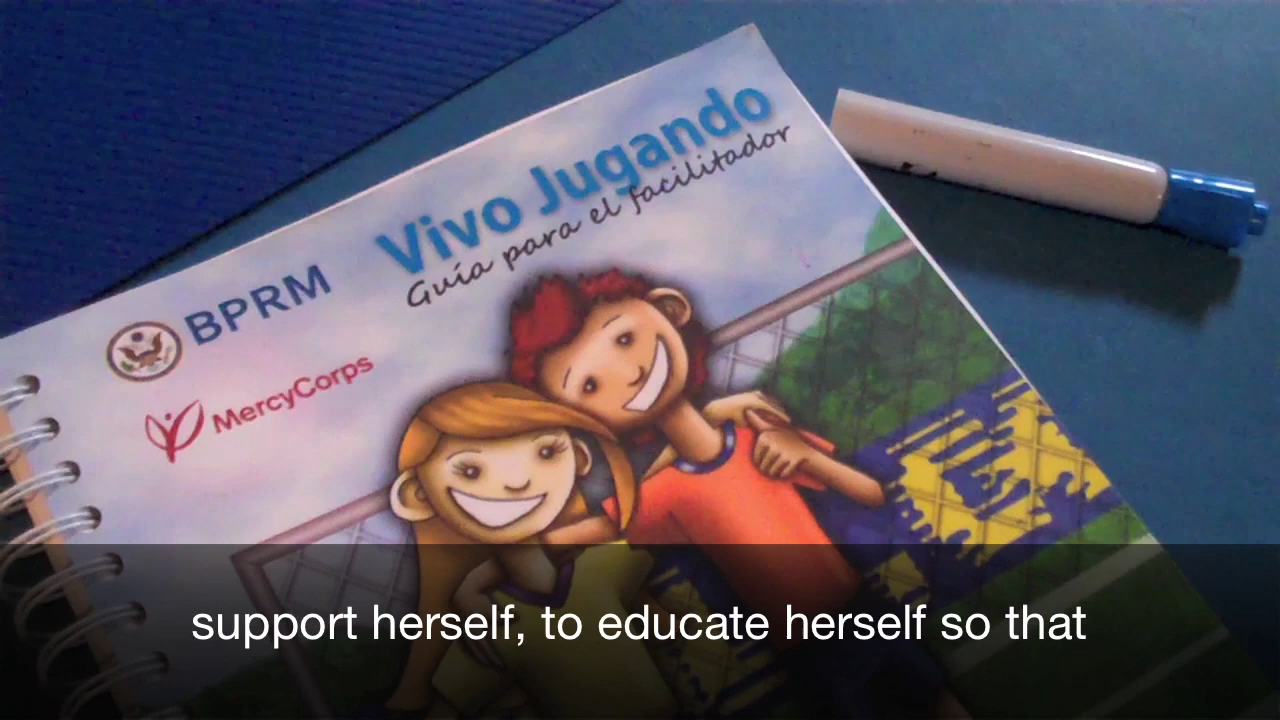 Vivo Jugando
Guía para el facilitador
BPRM
MercyCorps
support herself, to educate herself so that